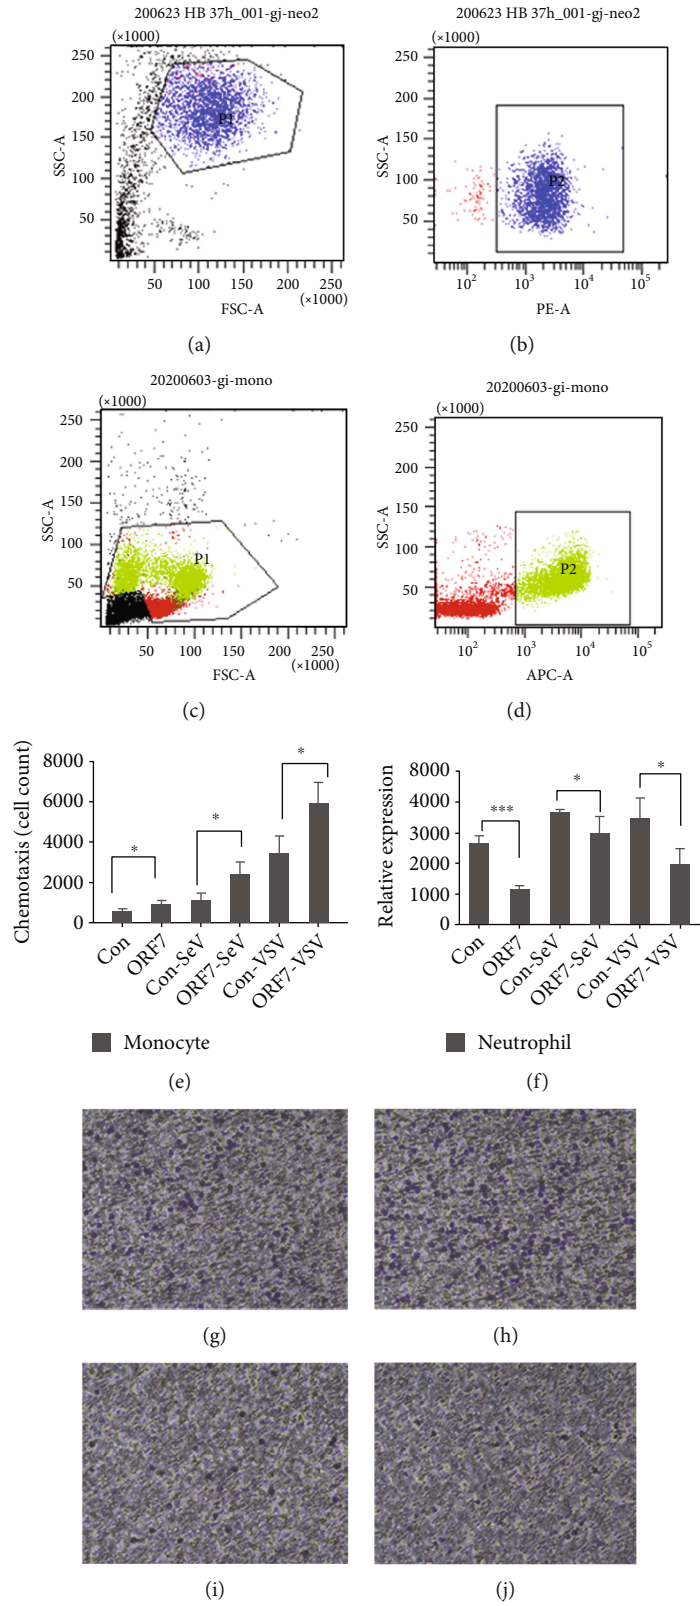 200623 HB 37h_001-gj-neo2
(×1000)
250
200
150
100
50
SSC-A
P1
50 100 150 200 250
(×1000)
FSC-A
(a)
200623 HB 37h_001-gj-neo2
(×1000)
250
200
150
100
50
SSC-A
P2
10² 10³ 10⁴ 10⁵
PE-A
(b)
20200603-gi-mono
(×1000)
250
200
150
100
50
SSC-A
P1
50 100 150 200 250
(×1000)
FSC-A
(c)
20200603-gi-mono
(×1000)
250
200
150
100
50
SSC-A
P2
10² 10³ 10⁴ 10⁵
APC-A
(d)
Chemotaxis (cell count)
8000
6000
4000
2000
0
*
*
*
Con
ORF7
Con-SeV
ORF7-SeV
Con-VSV
ORF7-VSV
Monocyte
(e)
Relative expression
8000
4000
3000
2000
1000
0
***
*
*
Con
ORF7
Con-SeV
ORF7-SeV
Con-VSV
ORF7-VSV
Neutrophil
(f)
(g)
(h)
(i)
(j)